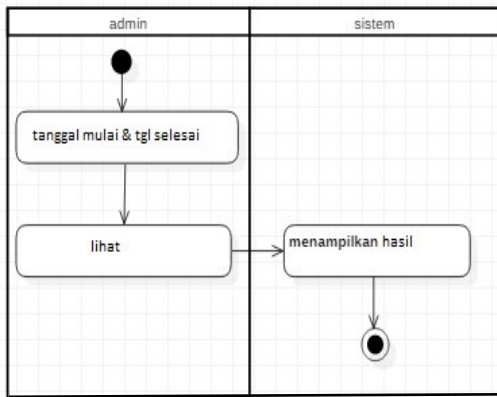 admin
sistem
tanggal mulai & tgl selesai
lihat
menampilkan hasil